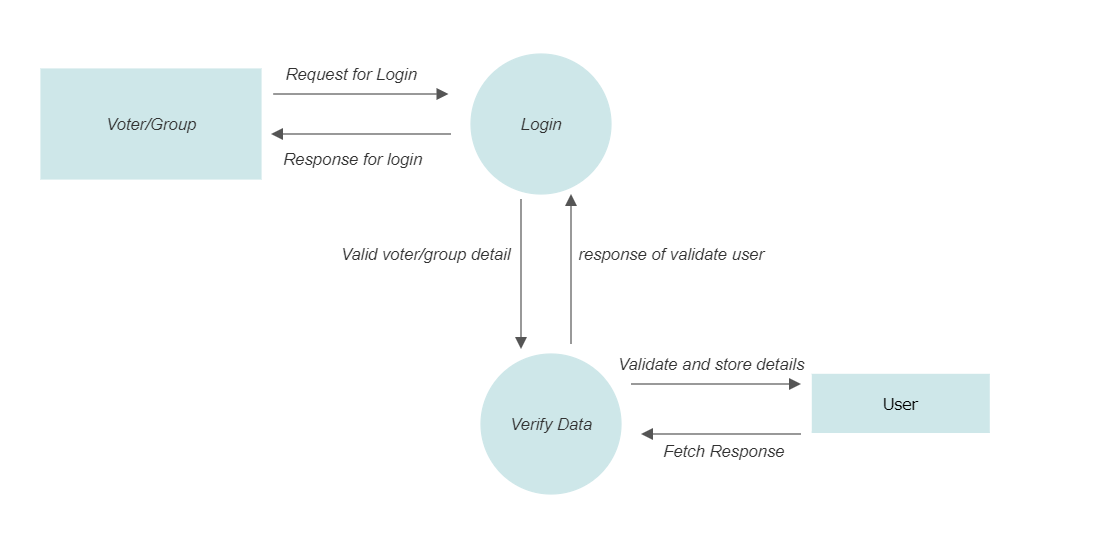 Request for Login
Voter/Group
Login
Response for login
Valid voter/group detail
response of validate user
Validate and store details
User
Verify Data
Fetch Response